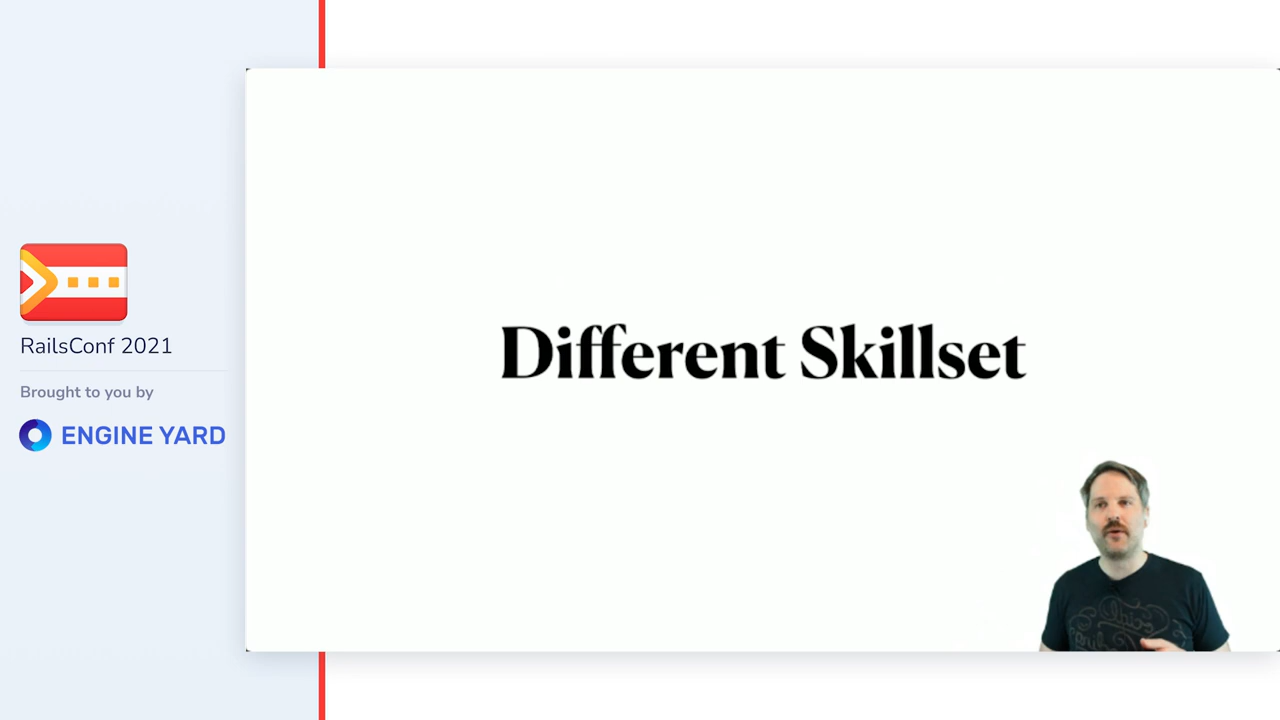 RailsConf 2021
Brought to you by
ENGINE YARD
Different Skillset